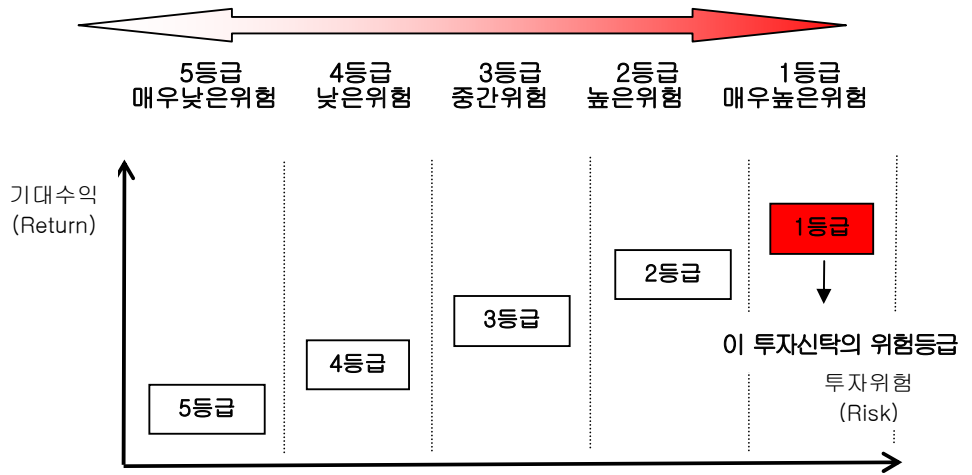 5등급 4등급 3등급 2등급 1등급
매우낮은위험 낮은위험 중간위험 높은위험 매우높은위험
기대수익
(Return)
1등급
2등급
3등급
이 투자신탁의 위험등급
4등급
투자위험
(Risk)
5등급